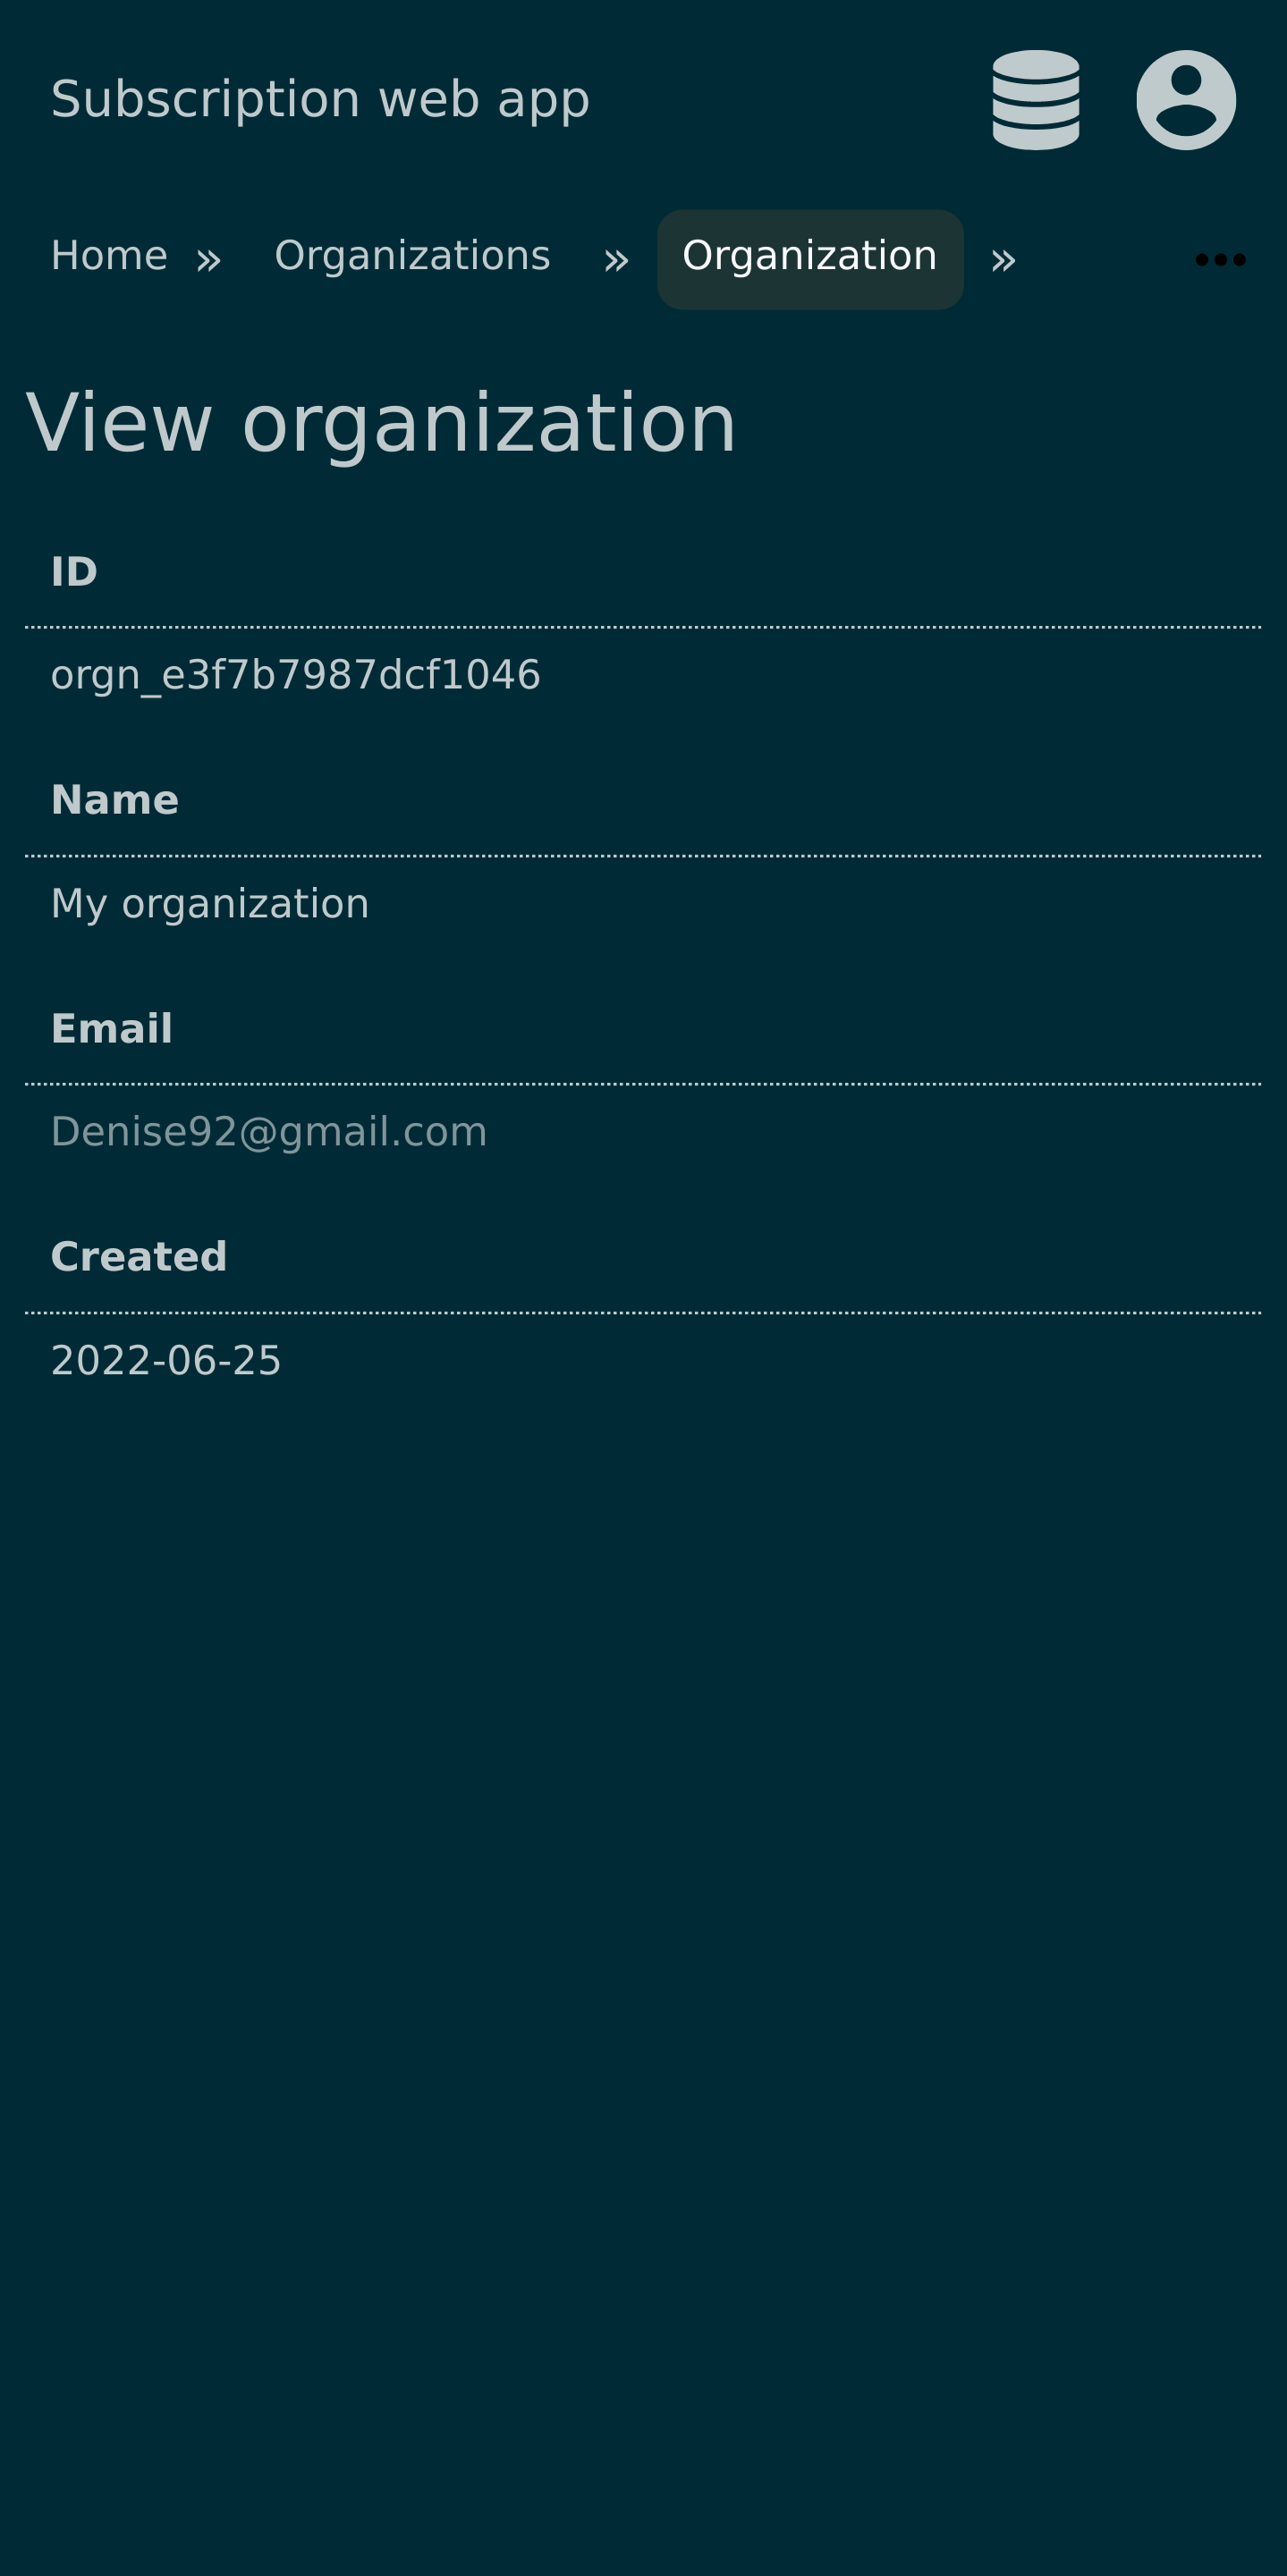 Subscription web app
Home » Organizations » Organization » •••
View organization
ID
orgn_e3f7b7987dcf1046
Name
My organization
Email
Denise92@gmail.com
Created
2022-06-25